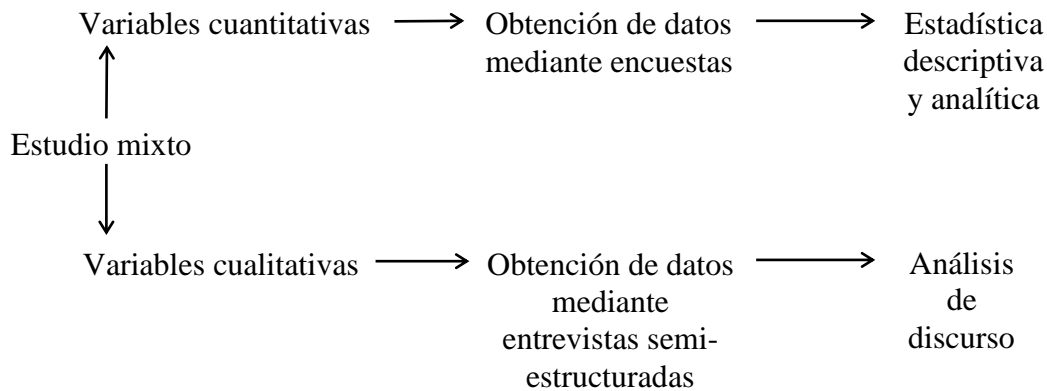 Variables cuantitativas
Obtención de datos
mediante encuestas
Estadística
descriptiva
y analítica
Estudio mixto
Variables cualitativas
Obtención de datos
mediante
entrevistas semi-
estructuradas
Análisis
de
discurso